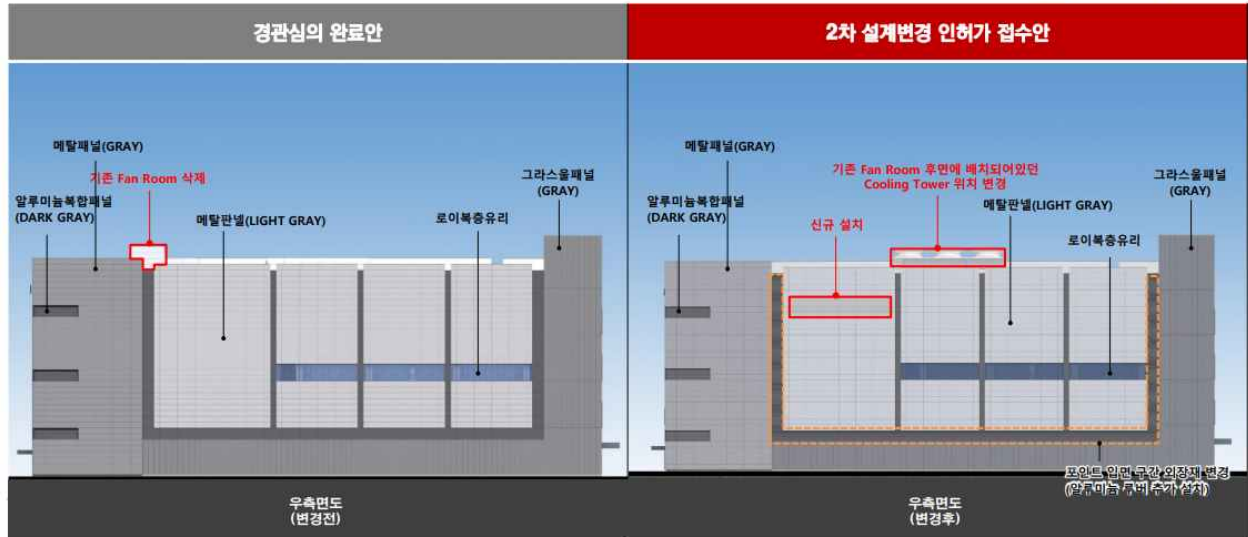 경관심의 완료안
메탈패널(GRAY)
기존 Fan Room 삭제
알루미늄복합패널
(DARK GRAY)
메탈판넬(LIGHT GRAY)
로이복층유리
그라스울패널
(GRAY)
우측면도
(변경전)
2차 설계변경 인허가 접수안
메탈패널(GRAY)
기존 Fan Room 후면에 배치되어있던
Cooling Tower 위치 변경
알루미늄복합패널
(DARK GRAY)
신규 설치
메탈판넬(LIGHT GRAY)
로이복층유리
그라스울패널
(GRAY)
포인트 입면 구간 외장재 변경
(알루미늄 루버 추가 설치)
우측면도
(변경후)